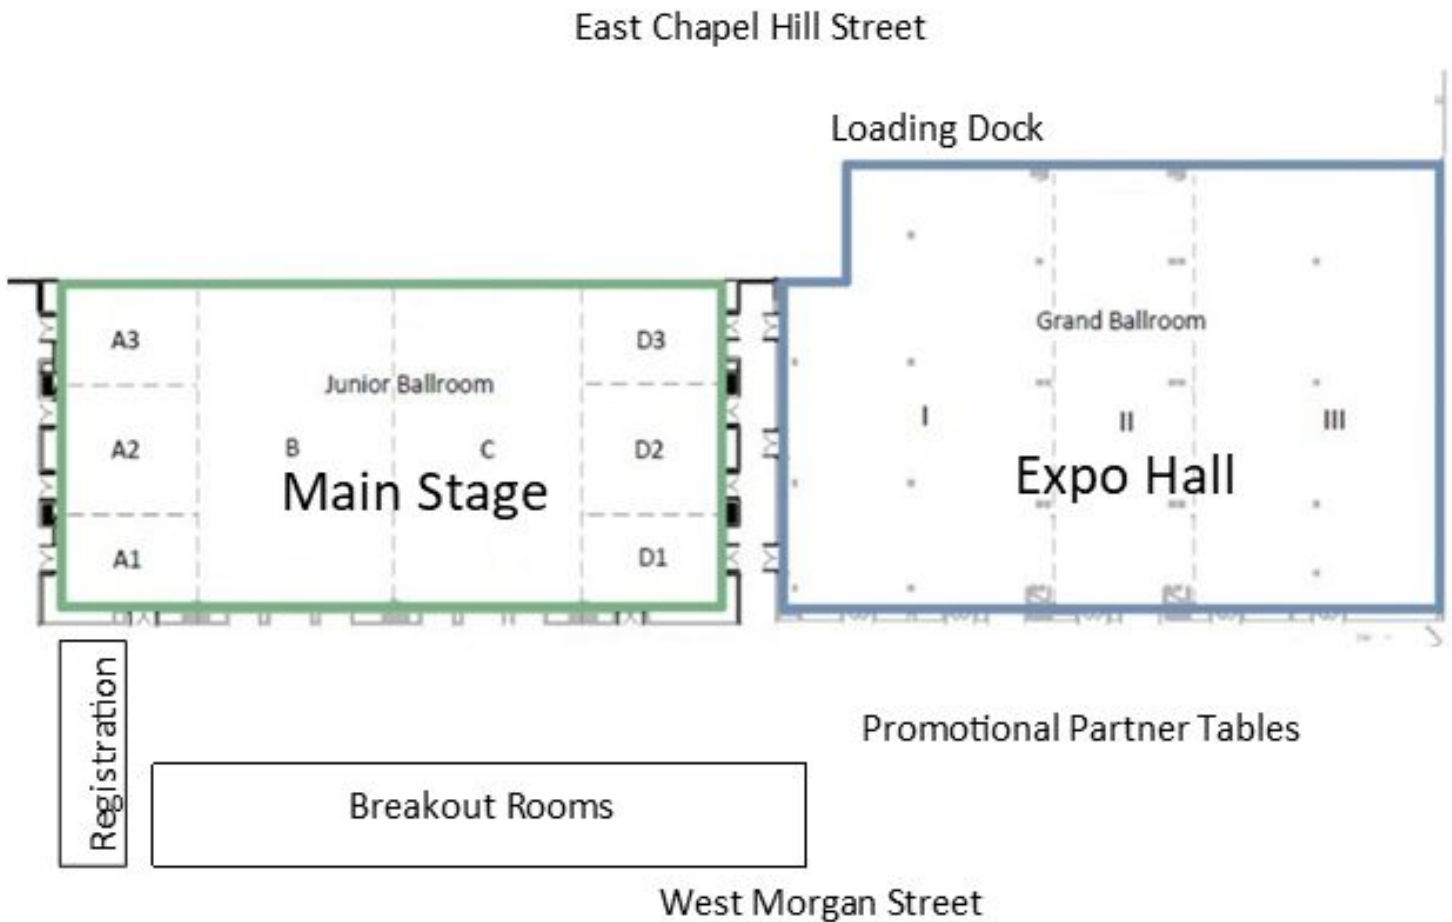 East Chapel Hill Street
Loading Dock
A3
Junior Ballroom
D3
Grand Ballroom
A2
B
C
D2
I
II
III
Main Stage
Expo Hall
A1
D1
Registration
Promotional Partner Tables
Breakout Rooms
West Morgan Street